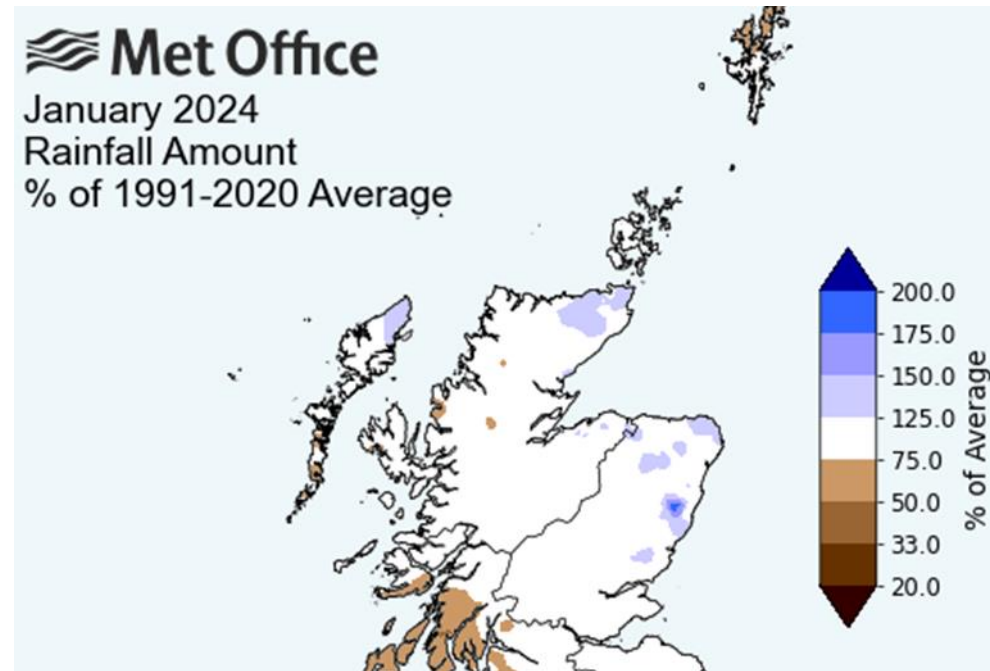 Met Office
January 2024
Rainfall Amount
% of 1991-2020 Average
200.0
175.0
150.0
125.0
75.0
50.0
33.0
20.0
% of Average